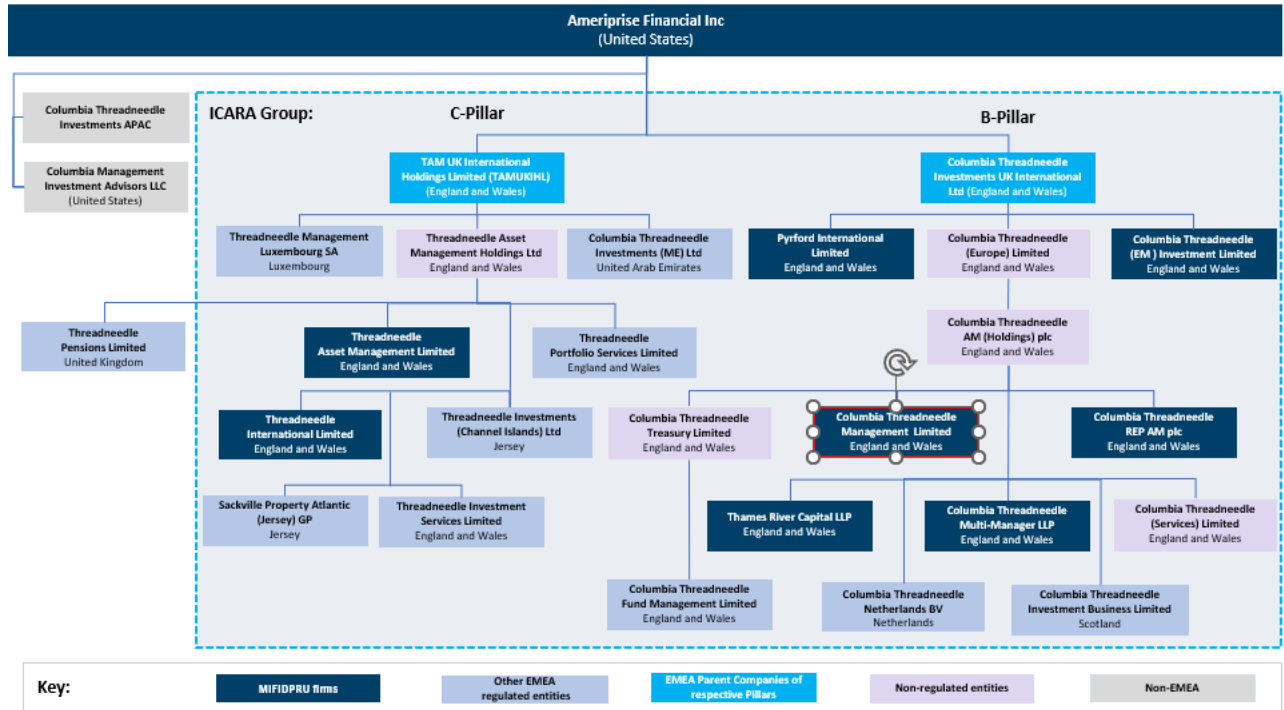 Ameriprise Financial Inc
(United States)
Columbia Threadneedle
Investments APAC
Columbia Management
Investment Advisors LLC
(United States)
ICARA Group:
C-Pillar
B-Pillar
TAM UK International
Holdings Limited (TAMUKIHL)
(England and Wales)
Columbia Threadneedle
Investments UK International
Ltd (England and Wales)
Threadneedle Management
Luxembourg SA
Luxembourg
Threadneedle Asset
Management Holdings Ltd
England and Wales
Columbia Threadneedle
Investments (ME) Ltd
United Arab Emirates
Pyrford International
Limited
England and Wales
Columbia Threadneedle
(Europe) Limited
England and Wales
Columbia Threadneedle
(EM ) Investment Limited
England and Wales
Threadneedle
Pensions Limited
United Kingdom
Threadneedle
Asset Management Limited
England and Wales
Threadneedle
Portfolio Services Limited
England and Wales
Columbia Threadneedle
AM (Holdings) plc
England and Wales
Threadneedle
International Limited
England and Wales
Threadneedle Investments
(Channel Islands) Ltd
Jersey
Columbia Threadneedle
Treasury Limited
England and Wales
Columbia Threadneedle
Management Limited
England and Wales
Columbia Threadneedle
REP AM plc
England and Wales
Sackville Property Atlantic
(Jersey) GP
Jersey
Threadneedle Investment
Services Limited
England and Wales
Thames River Capital LLP
England and Wales
Columbia Threadneedle
Multi-Manager LLP
England and Wales
Columbia Threadneedle
(Services) Limited
England and Wales
Columbia Threadneedle
Fund Management Limited
England and Wales
Columbia Threadneedle
Netherlands BV
Netherlands
Columbia Threadneedle
Investment Business Limited
Scotland
Key:
MIFIDPRU firms
Other EMEA
regulated entities
EMEA Parent Companies of
respective Pillars
Non-regulated entities
Non-EMEA